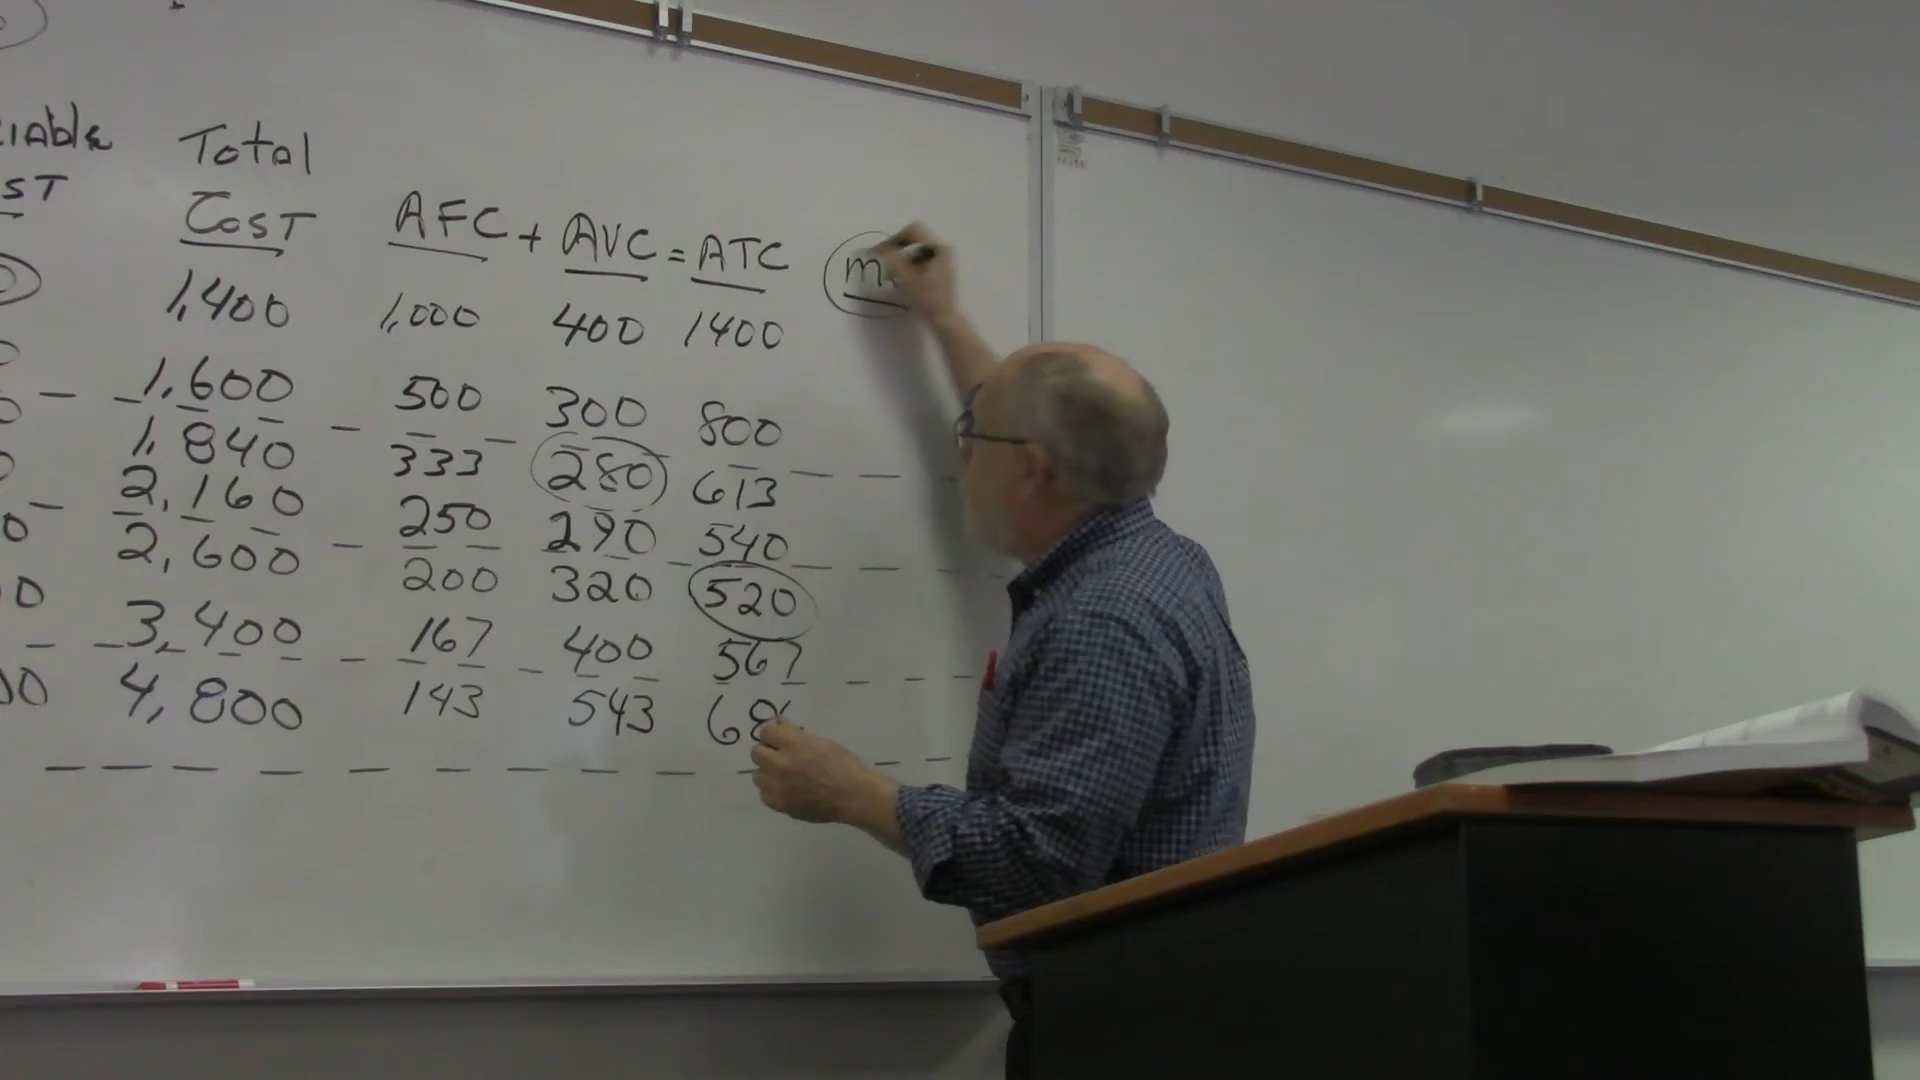 Total
COST AFC + AVC = ATC
1,400 1,000 400 1400
1,600 500 300 800
1,840 333 280 613
2,160 250 290 540
2,600 200 320 520
3,400 167 400 567
4,800 143 543